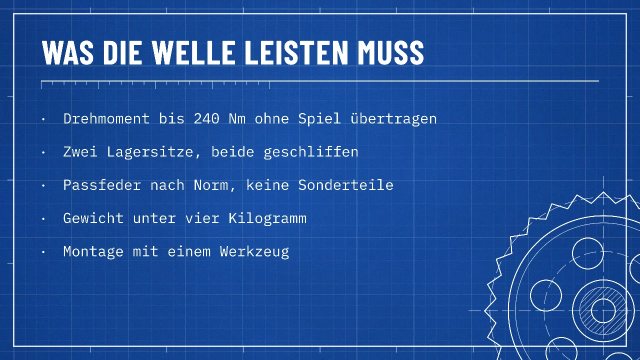 WAS DIE WELLE LEISTEN MUSS
· Drehmoment bis 240 Nm ohne Spiel übertragen
· Zwei Lagersitze, beide geschliffen
· Passfeder nach Norm, keine Sonderteile
· Gewicht unter vier Kilogramm
· Montage mit einem Werkzeug